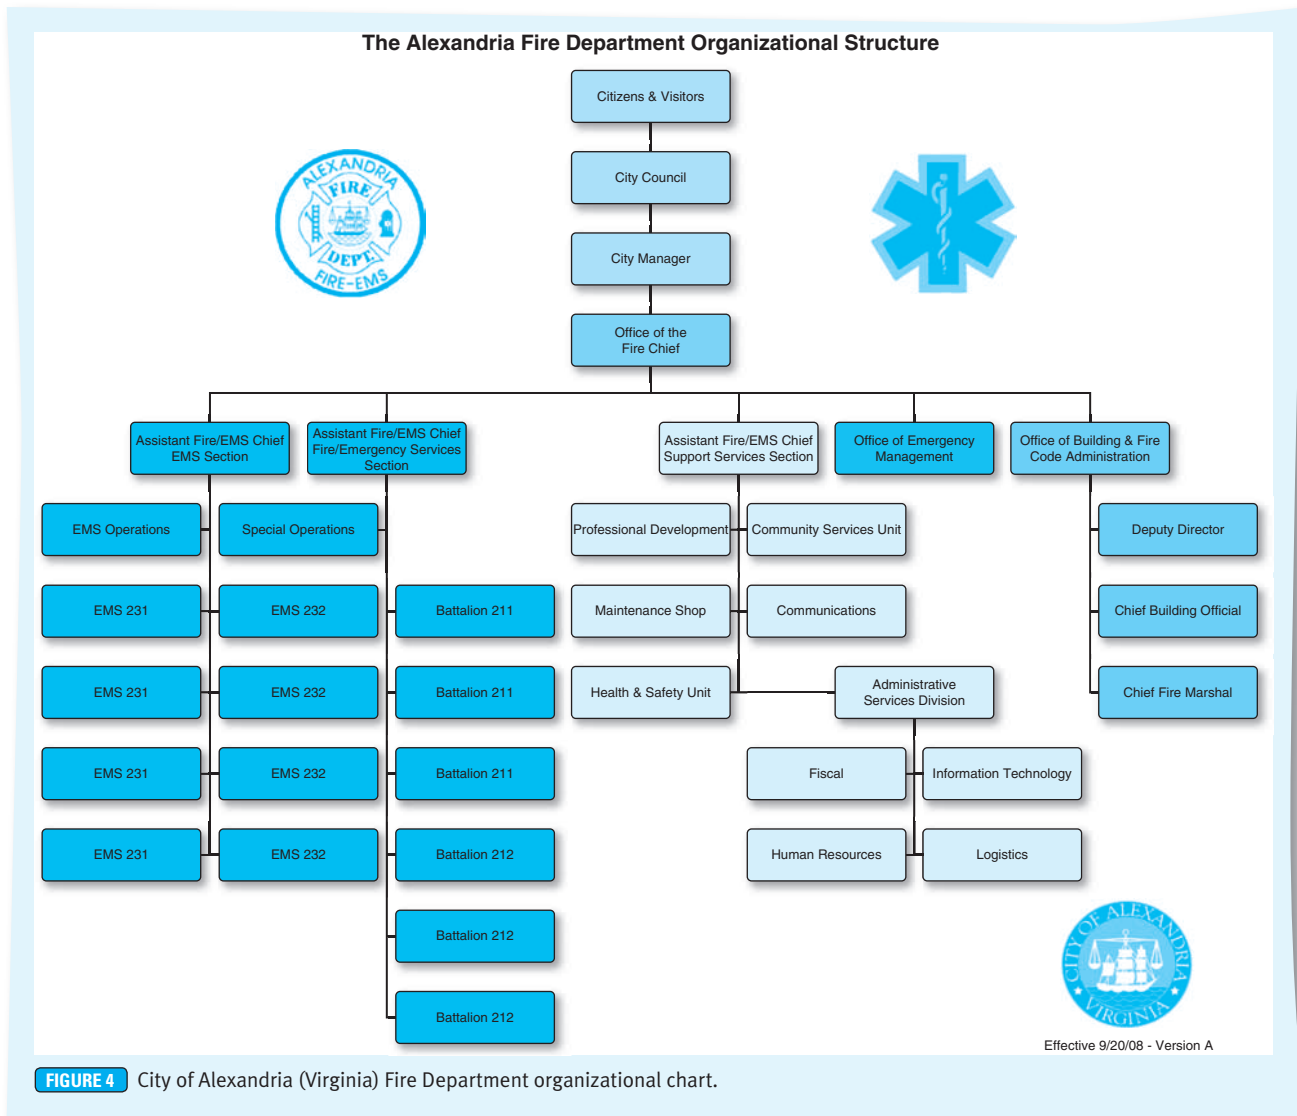 The Alexandria Fire Department Organizational Structure
Citizens & Visitors
City Council
City Manager
Office of the
Fire Chief
ALEXANDRIA
FIRE
DEPT.
FIRE-EMS
Assistant Fire/EMS Chief
EMS Section
Assistant Fire/EMS Chief
Fire/Emergency Services
Section
Assistant Fire/EMS Chief
Support Services Section
Office of Emergency
Management
Office of Building & Fire
Code Administration
EMS Operations
Special Operations
Professional Development
Community Services Unit
Deputy Director
EMS 231
EMS 232
Battalion 211
Maintenance Shop
Communications
Chief Building Official
EMS 231
EMS 232
Battalion 211
Health & Safety Unit
Administrative
Services Division
Chief Fire Marshal
EMS 231
EMS 232
Battalion 211
Fiscal
Information Technology
EMS 231
EMS 232
Battalion 212
Human Resources
Logistics
Battalion 212
Battalion 212
CITY OF ALEXANDRIA
VIRGINIA
Effective 9/20/08 - Version A
FIGURE 4 City of Alexandria (Virginia) Fire Department organizational chart.